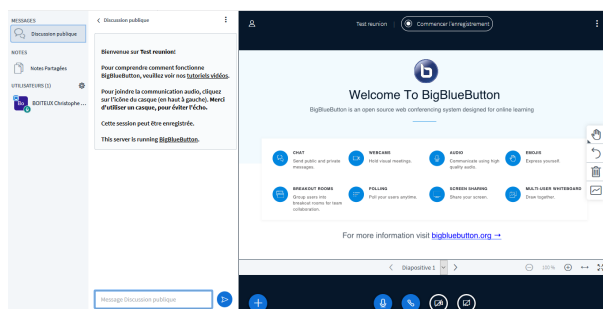 MESSAGES
Discussion publique
NOTES
Notes Partagées
UTILISATEURS (1)
Bo
BOITEUX Christophe ...
Discussion publique
Bienvenue sur Test reunion!
Pour comprendre comment fonctionne
BigBlueButton, veuillez voir nos tutoriels vidéos.
Pour joindre la communication audio, cliquez
sur l'icône du casque (en haut à gauche). Merci
d'utiliser un casque, pour éviter l'écho.
Cette session peut être enregistrée.
This server is running BigBlueButton.
Message Discussion publique
Test reunion
Commencer l'enregistrement
b
Welcome To BigBlueButton
BigBlueButton is an open source web conferencing system designed for online learning
CHAT
Send public and private
messages.
WEBCAMS
Hold visual meetings.
AUDIO
Communicate using high
quality audio.
EMOJIS
Express yourself.
BREAKOUT ROOMS
Group users into
breakout rooms for team
collaboration.
POLLING
Poll your users anytime.
SCREEN SHARING
Share your screen.
MULTI-USER WHITEBOARD
Draw together.
For more information visit bigbluebutton.org →
Diapositive 1
100%